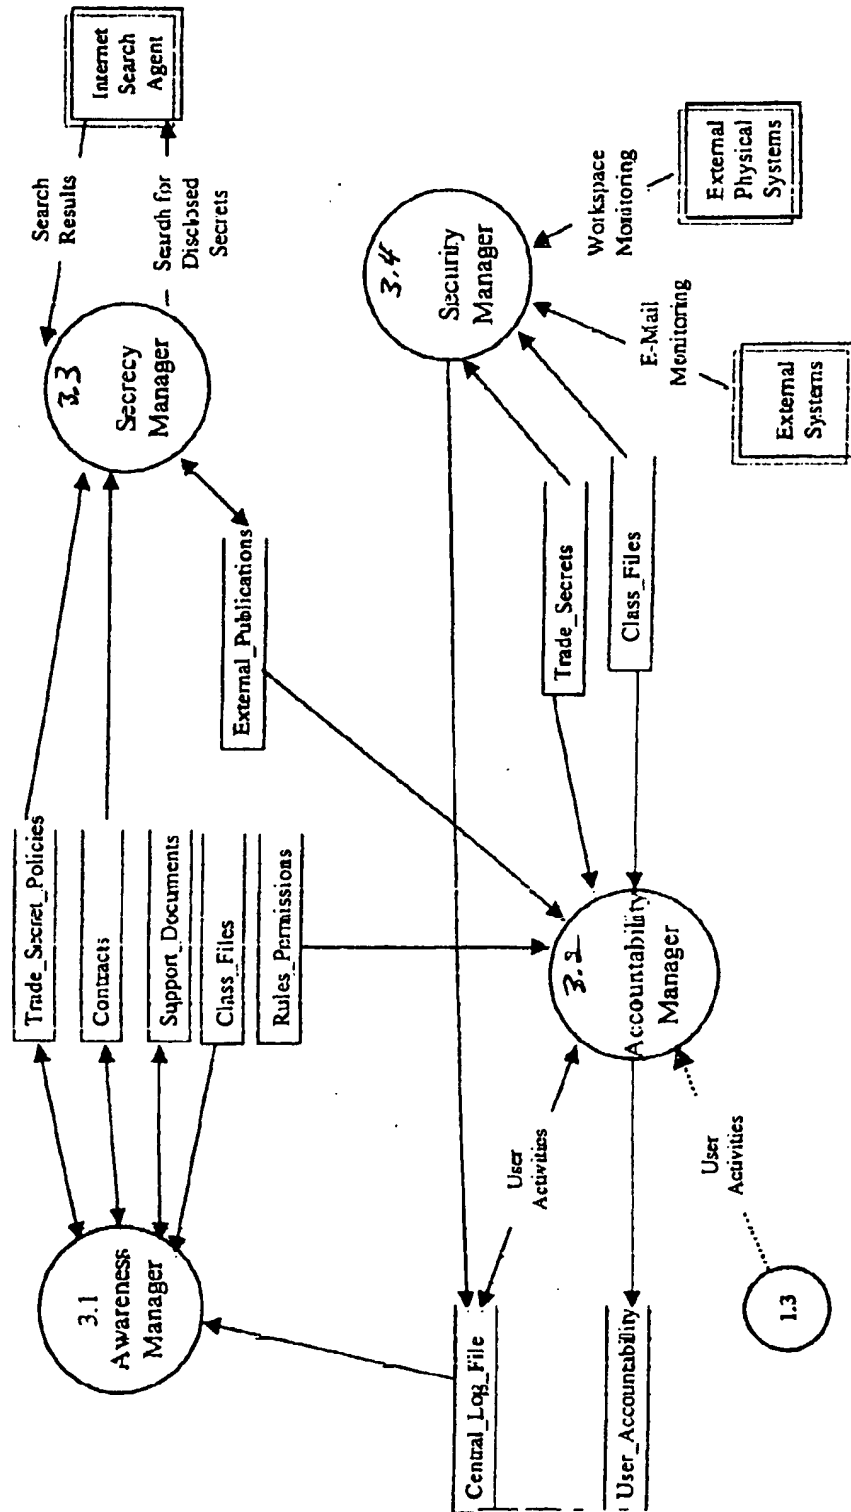 3.1
Awareness
Manager
Trade_Secret_Policies
Contracts
Support_Documents
Class_Files
Rules_Permissions
3.3
Secrecy
Manager
Search
Results
Search for
Disclosed
Secrets
Internet
Search
Agent
External_Publications
Central_Log_File
User_Accountability
User
Activities
3.2
Accountability
Manager
User
Activities
1.3
Trade_Secrets
Class_Files
3.4
Security
Manager
Workspace
Monitoring
E-Mail
Monitoring
External
Physical
Systems
External
Systems